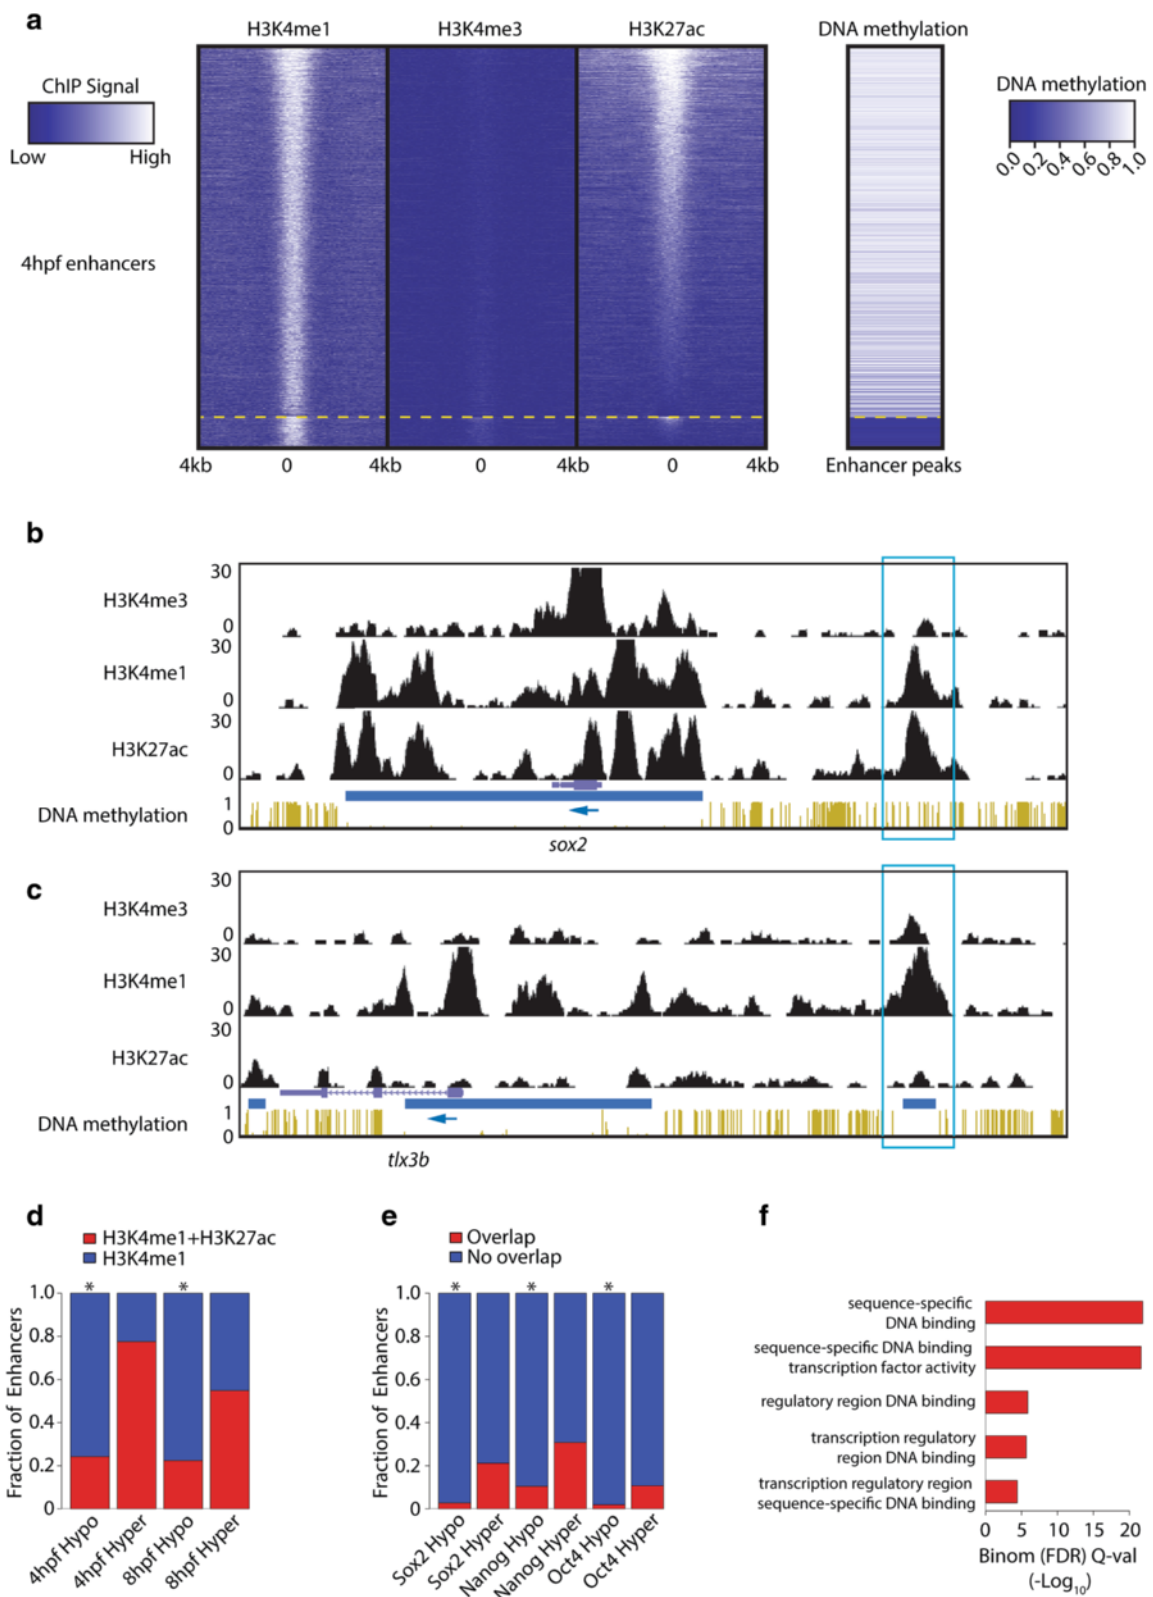 a
H3K4me1
H3K4me3
H3K27ac
DNA methylation
ChIP Signal
Low
High
DNA methylation
0.0
0.2
0.4
0.6
0.8
1.0
4hpf enhancers
4kb
0
4kb
0
4kb
0
4kb
Enhancer peaks
b
30
H3K4me3
0
30
H3K4me1
0
30
H3K27ac
0
DNA methylation
1
0
sox2
c
30
H3K4me3
0
30
H3K4me1
0
30
H3K27ac
0
DNA methylation
1
0
tlx3b
d
H3K4me1+H3K27ac
H3K4me1
Fraction of Enhancers
1.0
0.8
0.6
0.4
0.2
0
*
*
4hpf Hypo
4hpf Hyper
8hpf Hypo
8hpf Hyper
e
Overlap
No overlap
Fraction of Enhancers
1.0
0.8
0.6
0.4
0.2
0
*
*
*
Sox2 Hypo
Sox2 Hyper
Nanog Hypo
Nanog Hyper
Oct4 Hypo
Oct4 Hyper
f
sequence-specific
DNA binding
sequence-specific DNA binding
transcription factor activity
regulatory region DNA binding
transcription regulatory
region DNA binding
transcription regulatory region
sequence-specific DNA binding
0
5
10
15
20
Binom (FDR) Q-val
(-Log10)